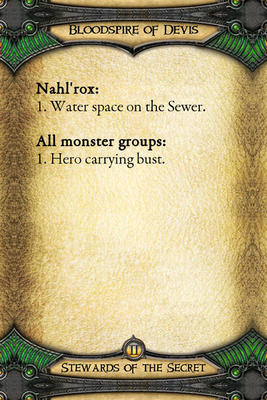 Bloodspire of Devis
Nahl'rox:
1. Water space on the Sewer.
All monster groups:
1. Hero carrying bust.
II
Stewards of the Secret